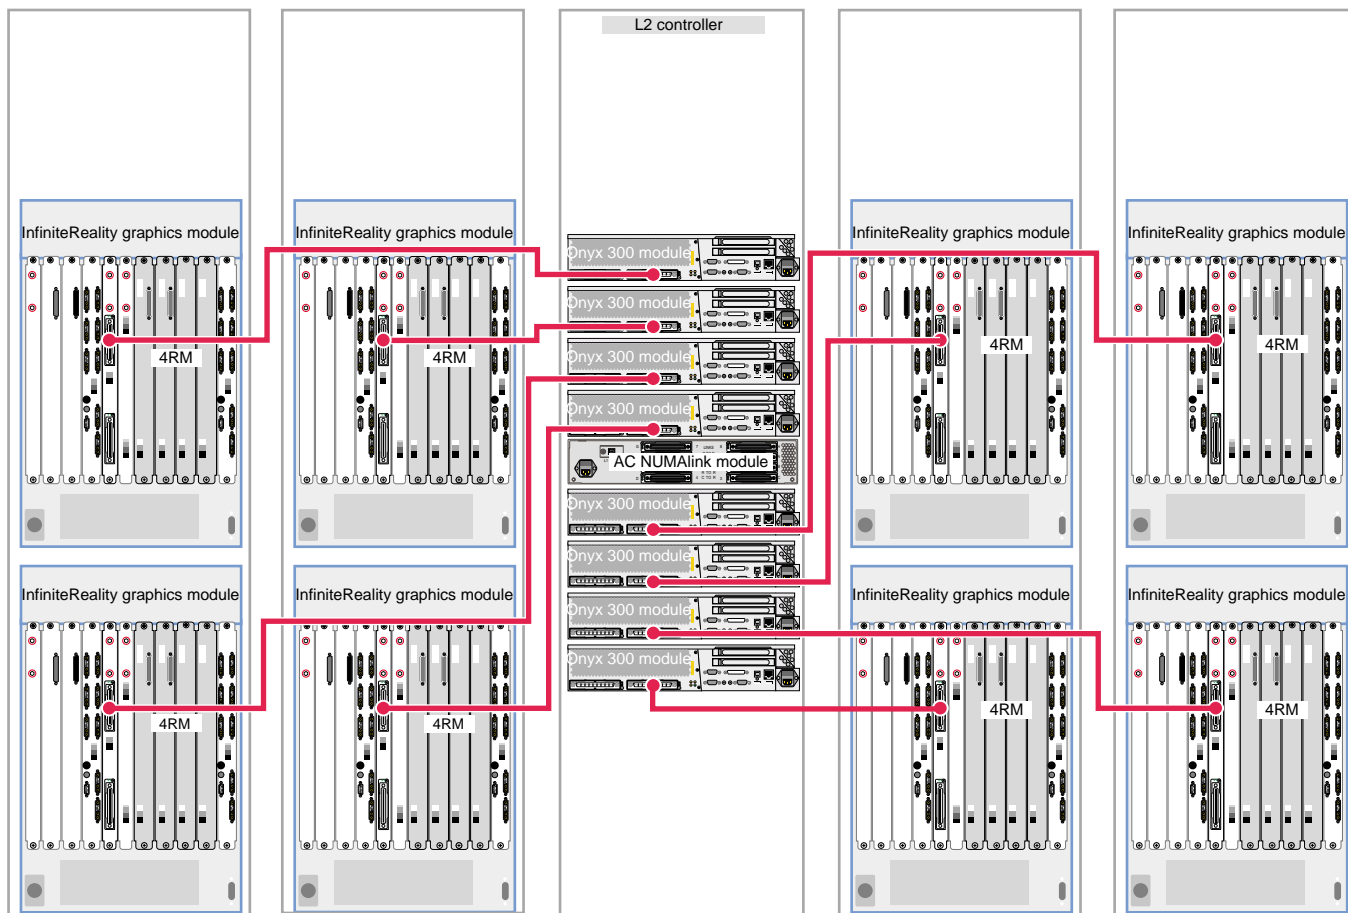 L2 controller
InfiniteReality graphics module
InfiniteReality graphics module
InfiniteReality graphics module
InfiniteReality graphics module
4RM
4RM
4RM
4RM
Onyx 300 module
Onyx 300 module
Onyx 300 module
Onyx 300 module
AC NUMAlink module
Onyx 300 module
Onyx 300 module
Onyx 300 module
Onyx 300 module
InfiniteReality graphics module
InfiniteReality graphics module
InfiniteReality graphics module
InfiniteReality graphics module
4RM
4RM
4RM
4RM